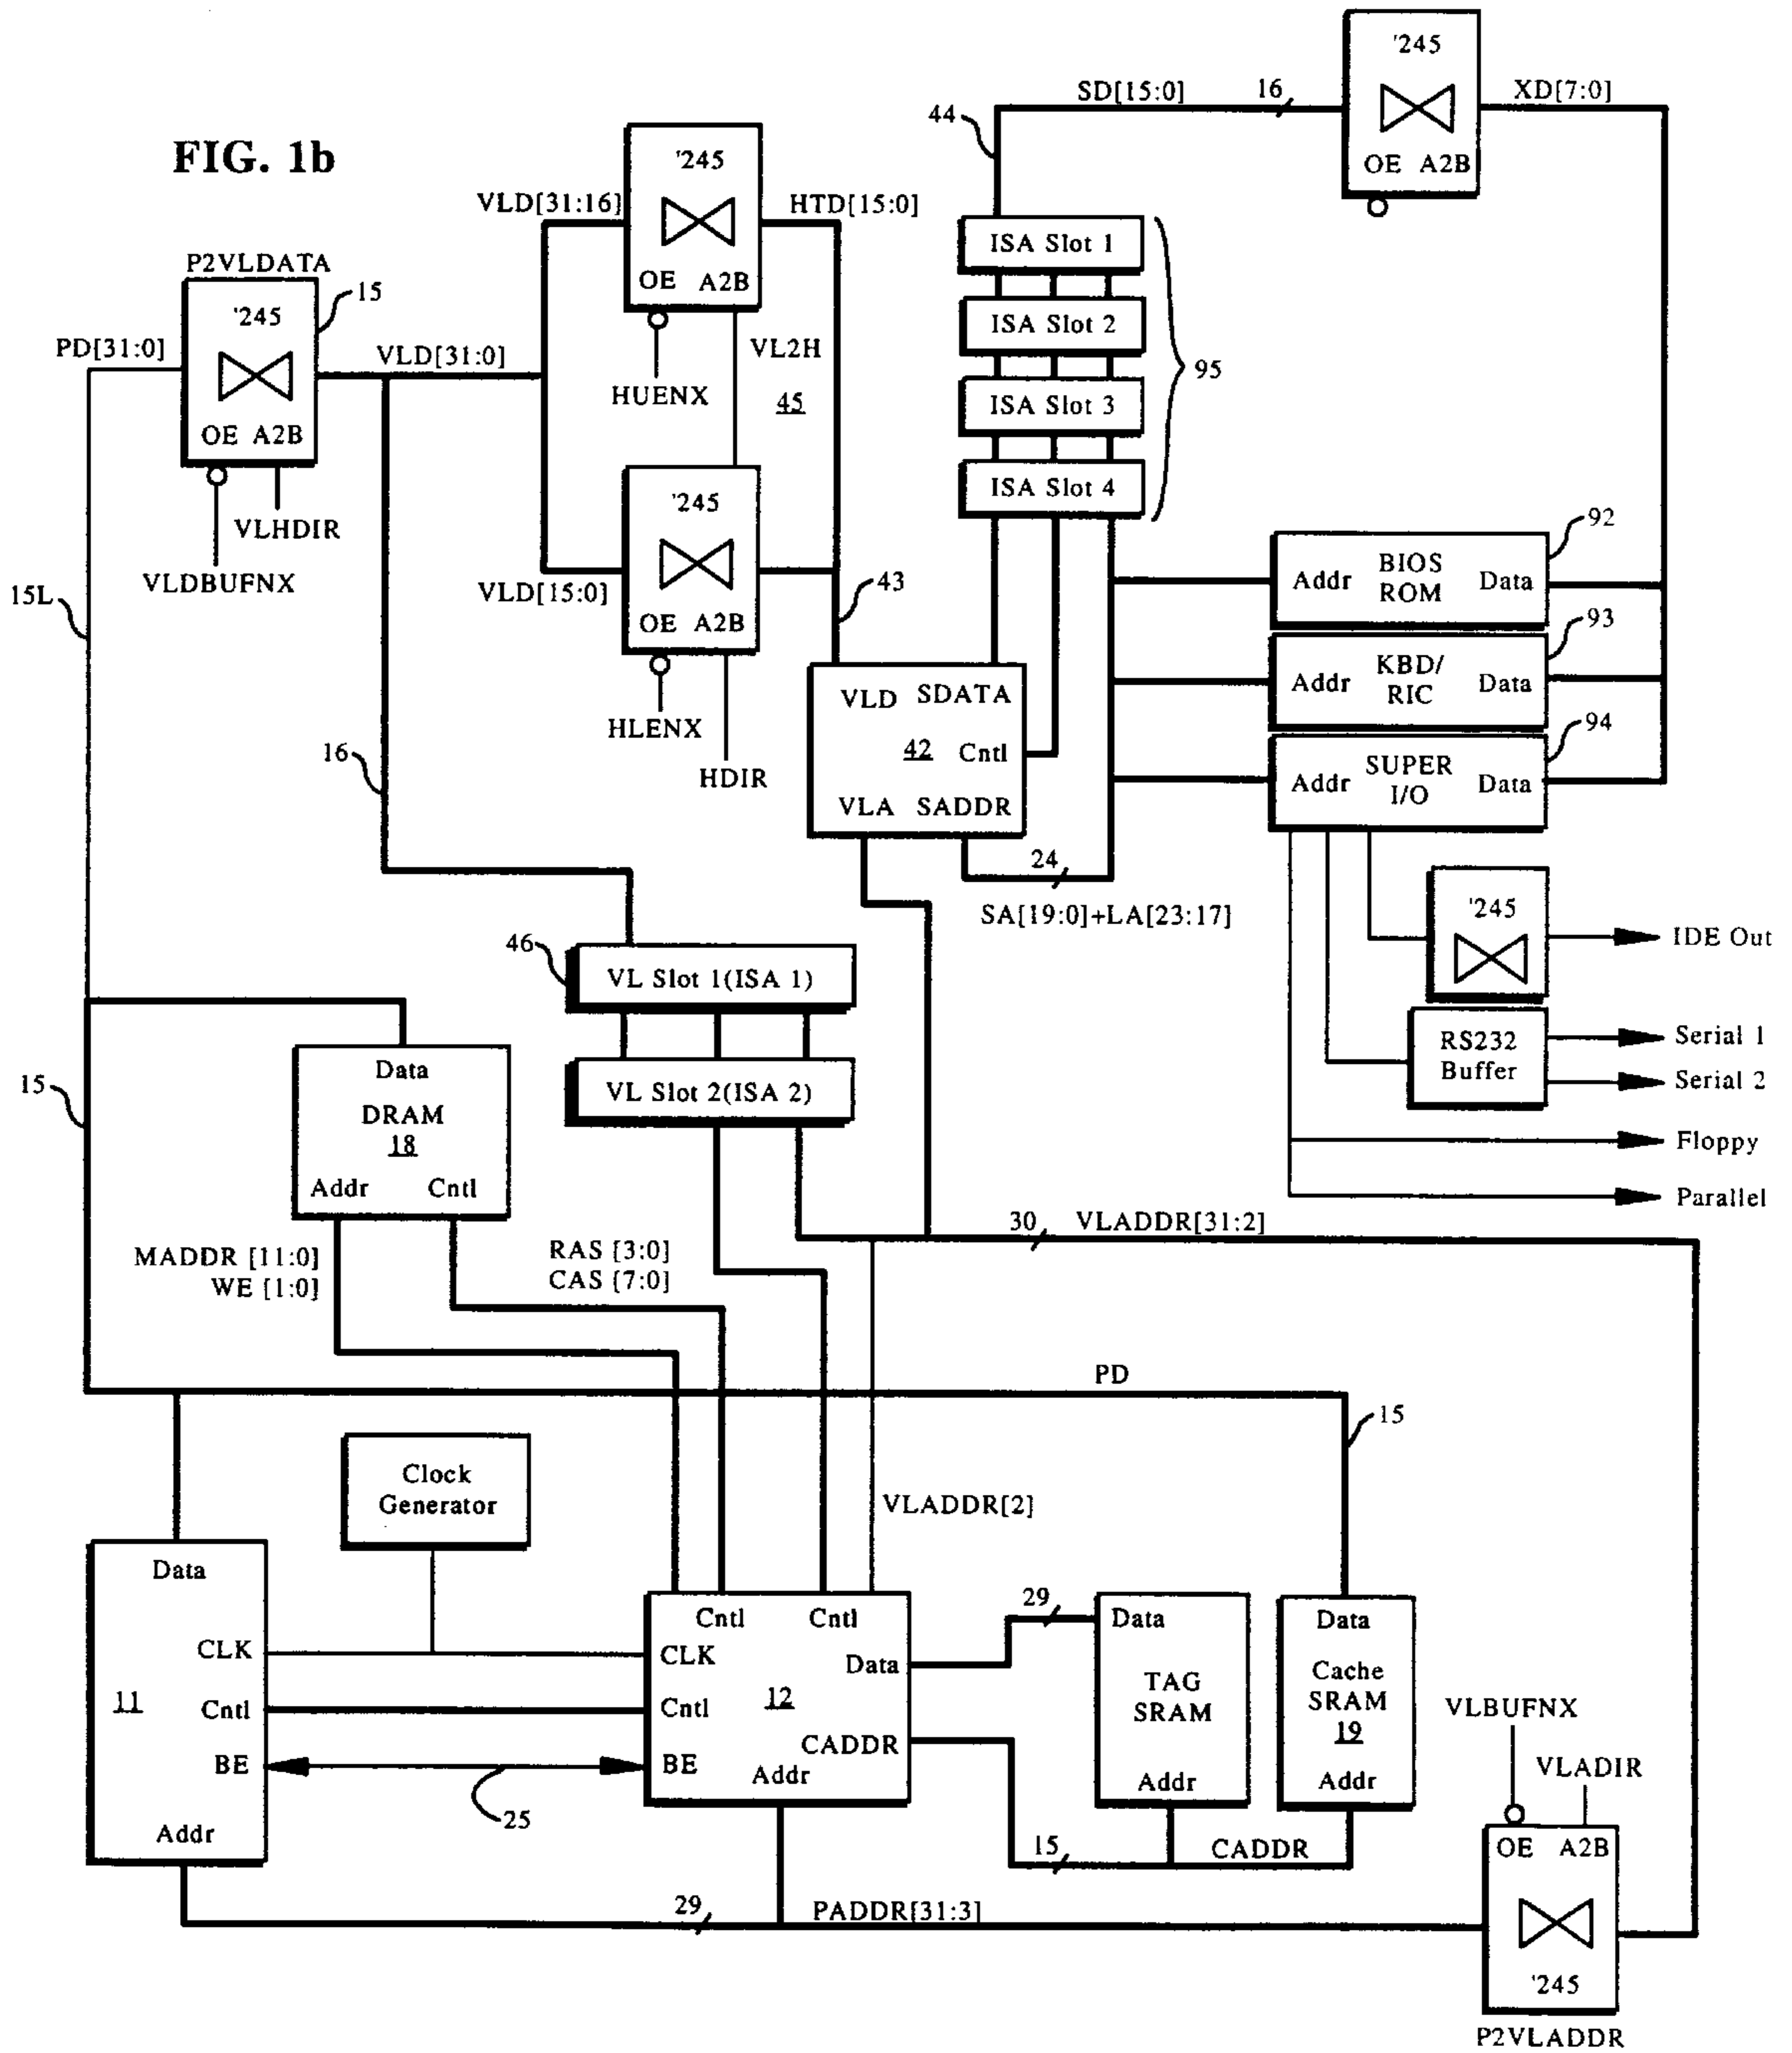 '245
SD[15:0]
16
XD[7:0]
44
OE A2B
FIG. 1b
'245
VLD[31:16]
HTD[15:0]
OE A2B
ISA Slot 1
ISA Slot 2
ISA Slot 3
ISA Slot 4
95
P2VLDATA
15
'245
PD[31:0]
VLD[31:0]
OE A2B
VL2H
45
HUENX
VLHDIR
VLDBUFNX
'245
VLD[15:0]
OE A2B
HLENX
HDIR
15L
43
92
Addr
BIOS
ROM
Data
93
Addr
KBD/
RIC
Data
94
Addr
SUPER
I/O
Data
VLD SDATA
42 Cntl
VLA SADDR
16
24
SA[19:0]+LA[23:17]
'245
IDE Out
46
VL Slot 1(ISA 1)
VL Slot 2(ISA 2)
RS232
Buffer
Serial 1
Serial 2
Floppy
Parallel
15
Data
DRAM
18
Addr Cntl
MADDR [11:0]
WE [1:0]
RAS [3:0]
CAS [7:0]
30
VLADDR[31:2]
PD
15
Clock
Generator
VLADDR[2]
Data
CLK
11
Cntl
BE
Addr
25
Cntl Cntl
CLK
Data
12
Cntl
CADDR
BE
Addr
29
Data
TAG
SRAM
Addr
Data
Cache
SRAM
19
Addr
15
CADDR
VLBUFNX
VLADIR
OE A2B
'245
29
PADDR[31:3]
P2VLADDR